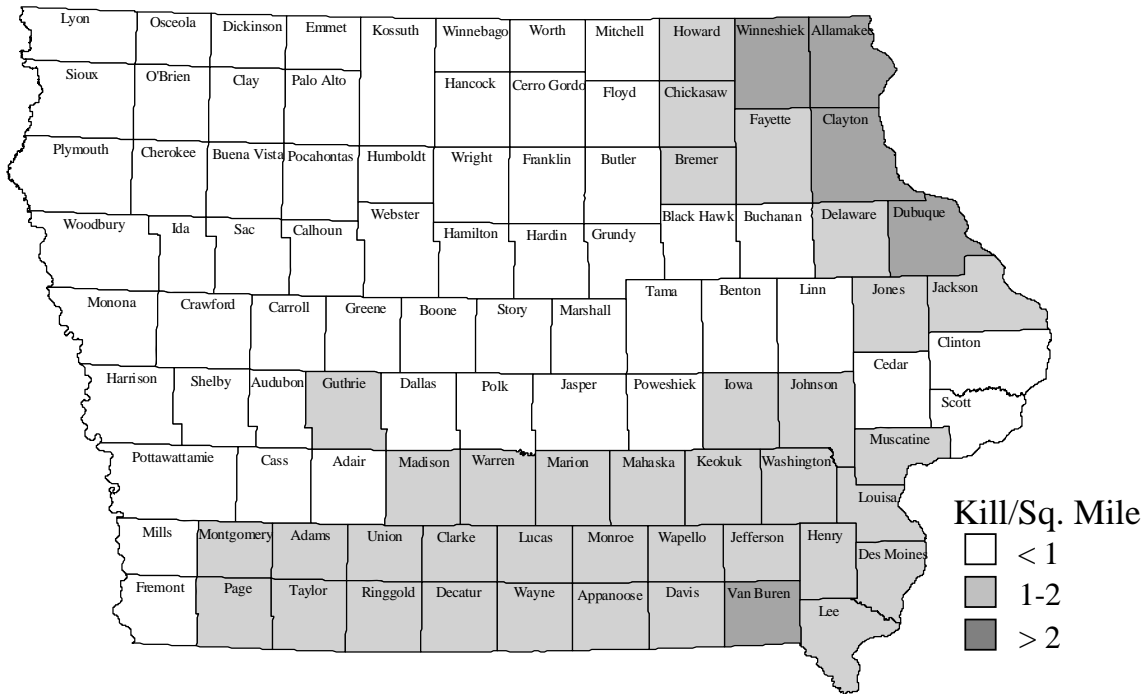 Lyon
Osceola
Dickinson
Emmet
Kossuth
Winnebago
Worth
Mitchell
Howard
Winneshiek
Allamakee
Sioux
O'Brien
Clay
Palo Alto
Hancock
Cerro Gordo
Floyd
Chickasaw
Fayette
Clayton
Plymouth
Cherokee
Buena Vista
Pocahontas
Humboldt
Wright
Franklin
Butler
Bremer
Woodbury
Ida
Sac
Calhoun
Webster
Hamilton
Hardin
Grundy
Black Hawk
Buchanan
Delaware
Dubuque
Monona
Crawford
Carroll
Greene
Boone
Story
Marshall
Tama
Benton
Linn
Jones
Jackson
Clinton
Harrison
Shelby
Audubon
Guthrie
Dallas
Polk
Jasper
Poweshiek
Iowa
Johnson
Cedar
Scott
Pottawattamie
Cass
Adair
Madison
Warren
Marion
Mahaska
Keokuk
Washington
Muscatine
Louisa
Mills
Montgomery
Adams
Union
Clarke
Lucas
Monroe
Wapello
Jefferson
Henry
Des Moines
Fremont
Page
Taylor
Ringgold
Decatur
Wayne
Appanoose
Davis
Van Buren
Lee
Kill/Sq. Mile
< 1
1-2
> 2